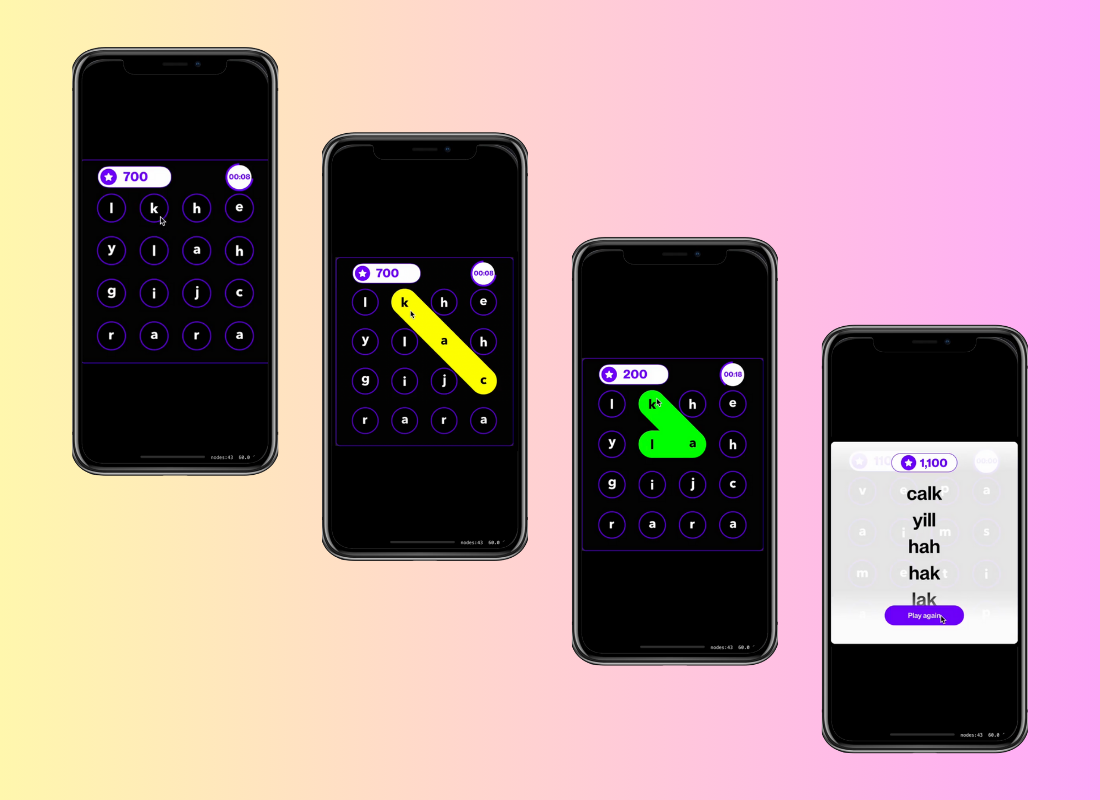 700 00:08
l k h e
y l a h
g i j c
r a r a
nodes:43 60.0
700 00:08
l k h e
y l a h
g i j c
r a r a
nodes:43 60.0
200 00:18
l k h e
y l a h
g i j c
r a r a
nodes:43 60.0
1,100
calk
yill
hah
hak
lak
Play again
nodes:43 60.0